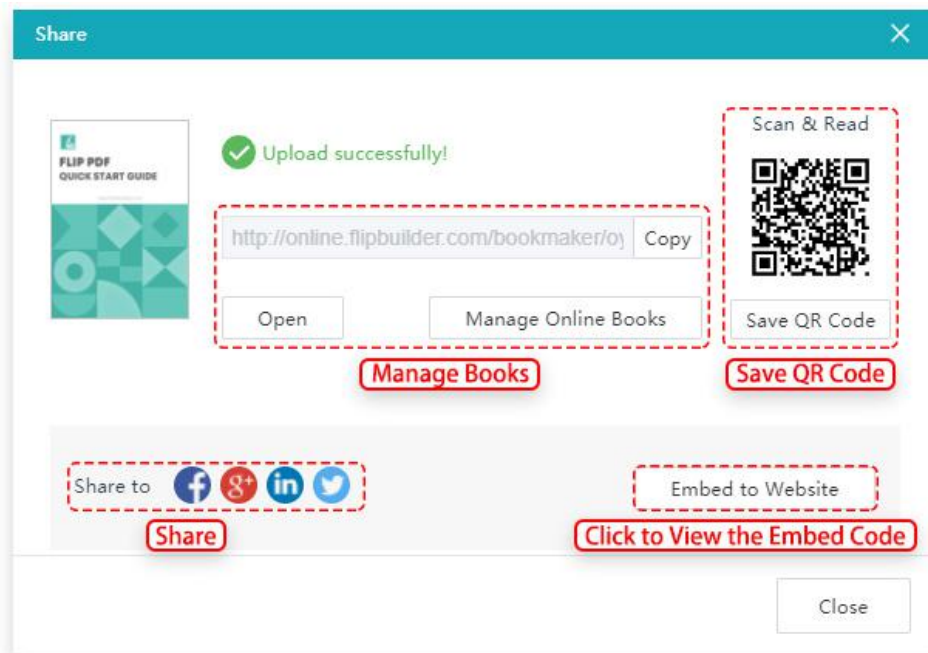 Share
Scan & Read
FLIP PDF
QUICK START GUIDE
Upload successfully!
http://online.flipbuilder.com/bookmaker/oy
Copy
Open
Manage Online Books
Save QR Code
Manage Books
Save QR Code
Share to
Embed to Website
Share
Click to View the Embed Code
Close